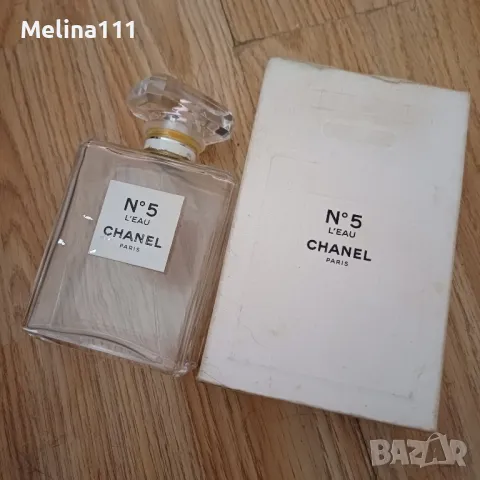 Melina111
N°5
L'EAU
CHANEL
PARIS
N°5
L'EAU
CHANEL
PARIS
BAZAR